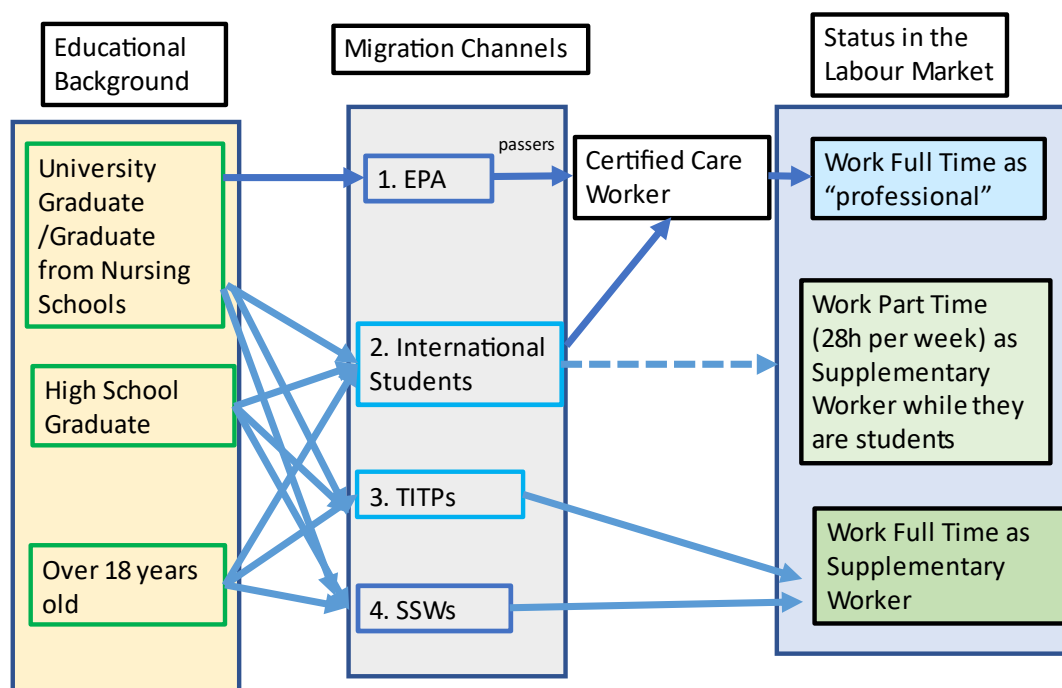 Educational
Background
Migration Channels
Status in the
Labour Market
University
Graduate
/Graduate
from Nursing
Schools
High School
Graduate
Over 18 years
old
1. EPA
passers
2. International
Students
3. TITPs
4. SSWs
Certified Care
Worker
Work Full Time as
“professional”
Work Part Time
(28h per week) as
Supplementary
Worker while they
are students
Work Full Time as
Supplementary
Worker